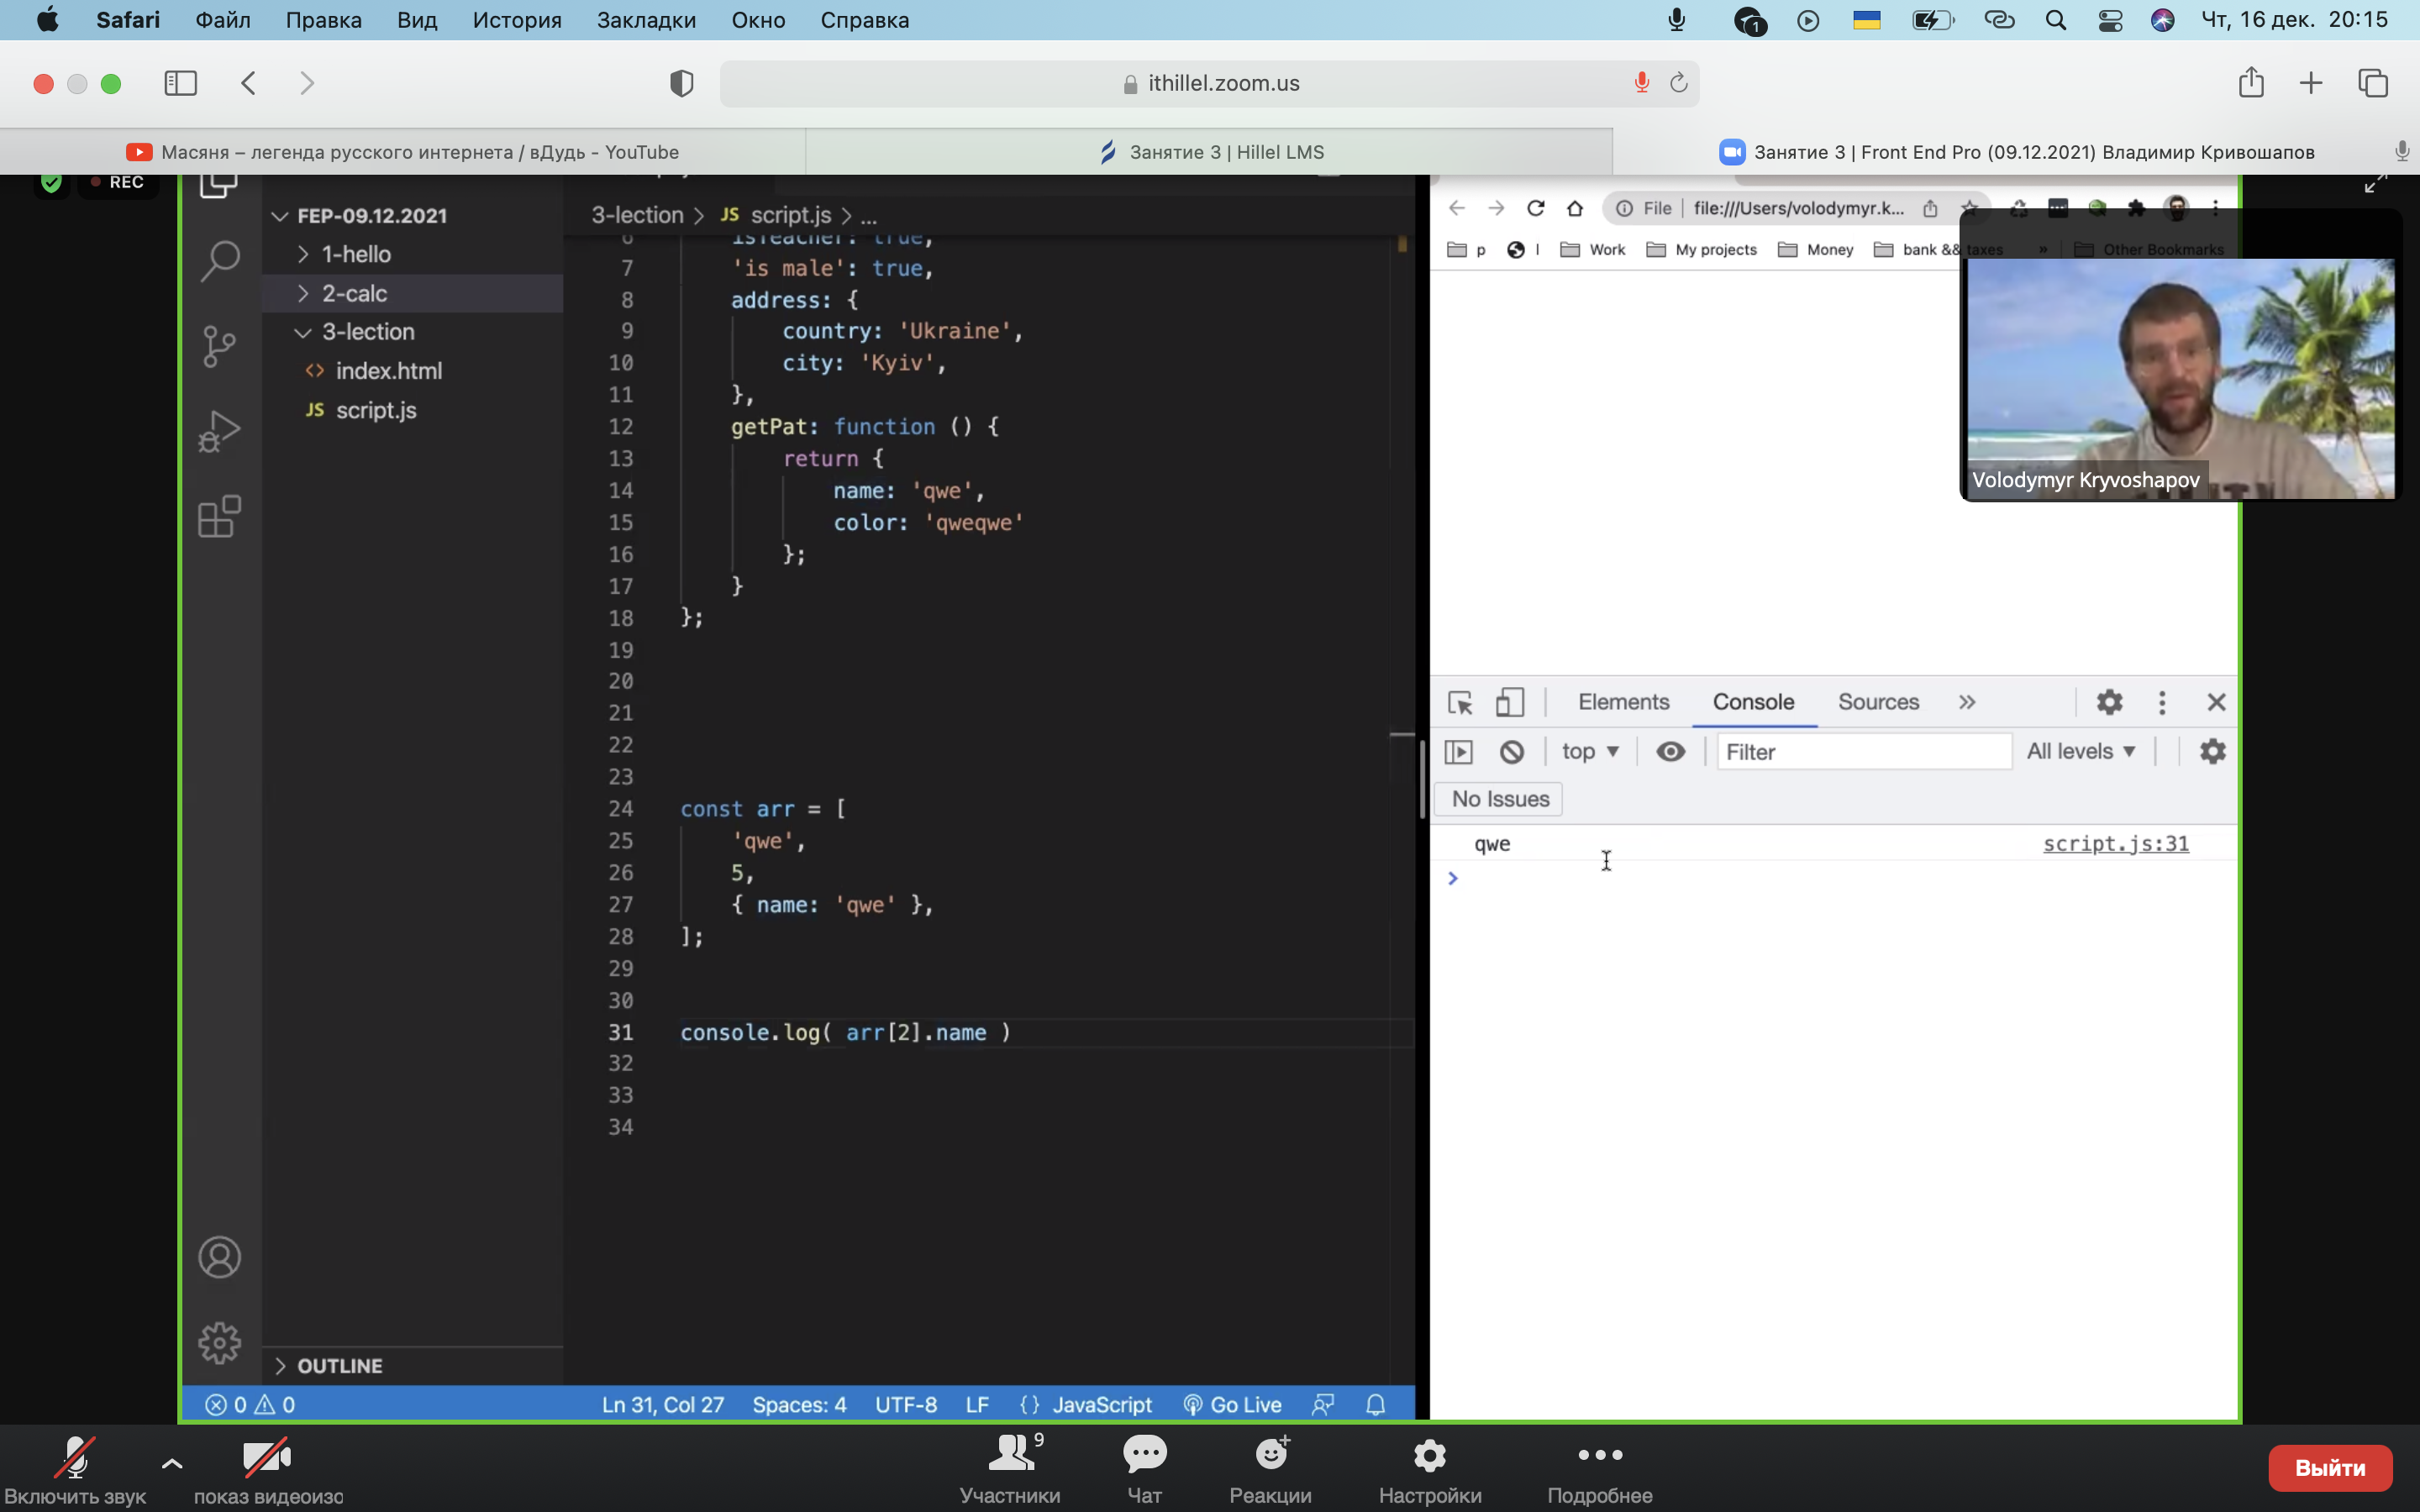 Safari Файл Правка Вид История Закладки Окно Справка 1 Чт, 16 дек. 20:15
ithillel.zoom.us
Масяня – легенда русского интернета / вДудь - YouTube
Занятие 3 | Hillel LMS
Занятие 3 | Front End Pro (09.12.2021) Владимир Кривошапов
REC
FEP-09.12.2021
1-hello
2-calc
3-lection
index.html
JS script.js
OUTLINE
3-lection > JS script.js > ...
6 isTeacher: true,
7 'is male': true,
8 address: {
9 country: 'Ukraine',
10 city: 'Kyiv',
11 },
12 getPat: function () {
13 return {
14 name: 'qwe',
15 color: 'qweqwe'
16 };
17 }
18 };
19
20
21
22
23
24 const arr = [
25 'qwe',
26 5,
27 { name: 'qwe' },
28 ];
29
30
31 console.log( arr[2].name )
32
33
34
0 0 Ln 31, Col 27 Spaces: 4 UTF-8 LF {} JavaScript Go Live
File file:///Users/volodymyr.k...
p l Work My projects Money bank && taxes » Other Bookmarks
Volodymyr Kryvoshapov
Elements Console Sources »
top Filter All levels
No Issues
qwe script.js:31
Включить звук
показ видеоизо
9
Участники
Чат
Реакции
Настройки
Подробнее
Выйти